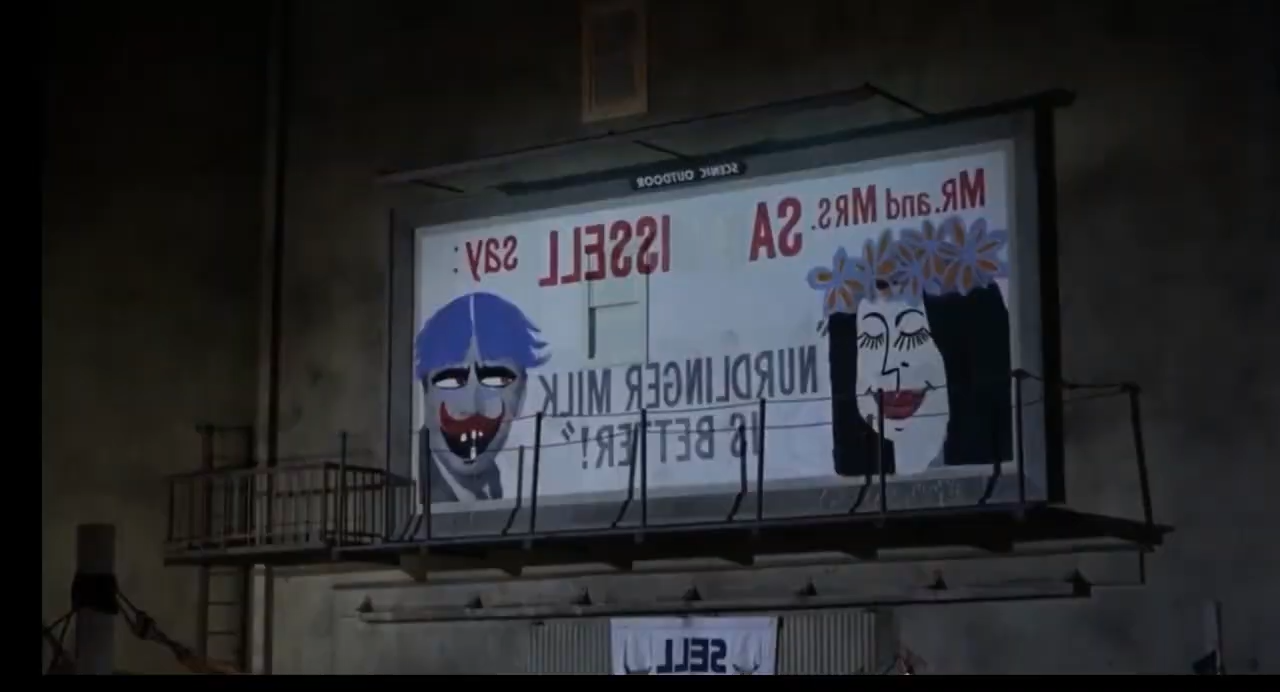 SCENIC OUTDOOR
Mr. and Mrs. SA ISSELL say:
"NURDLINGER MILK
IS BETTER!"
SELL